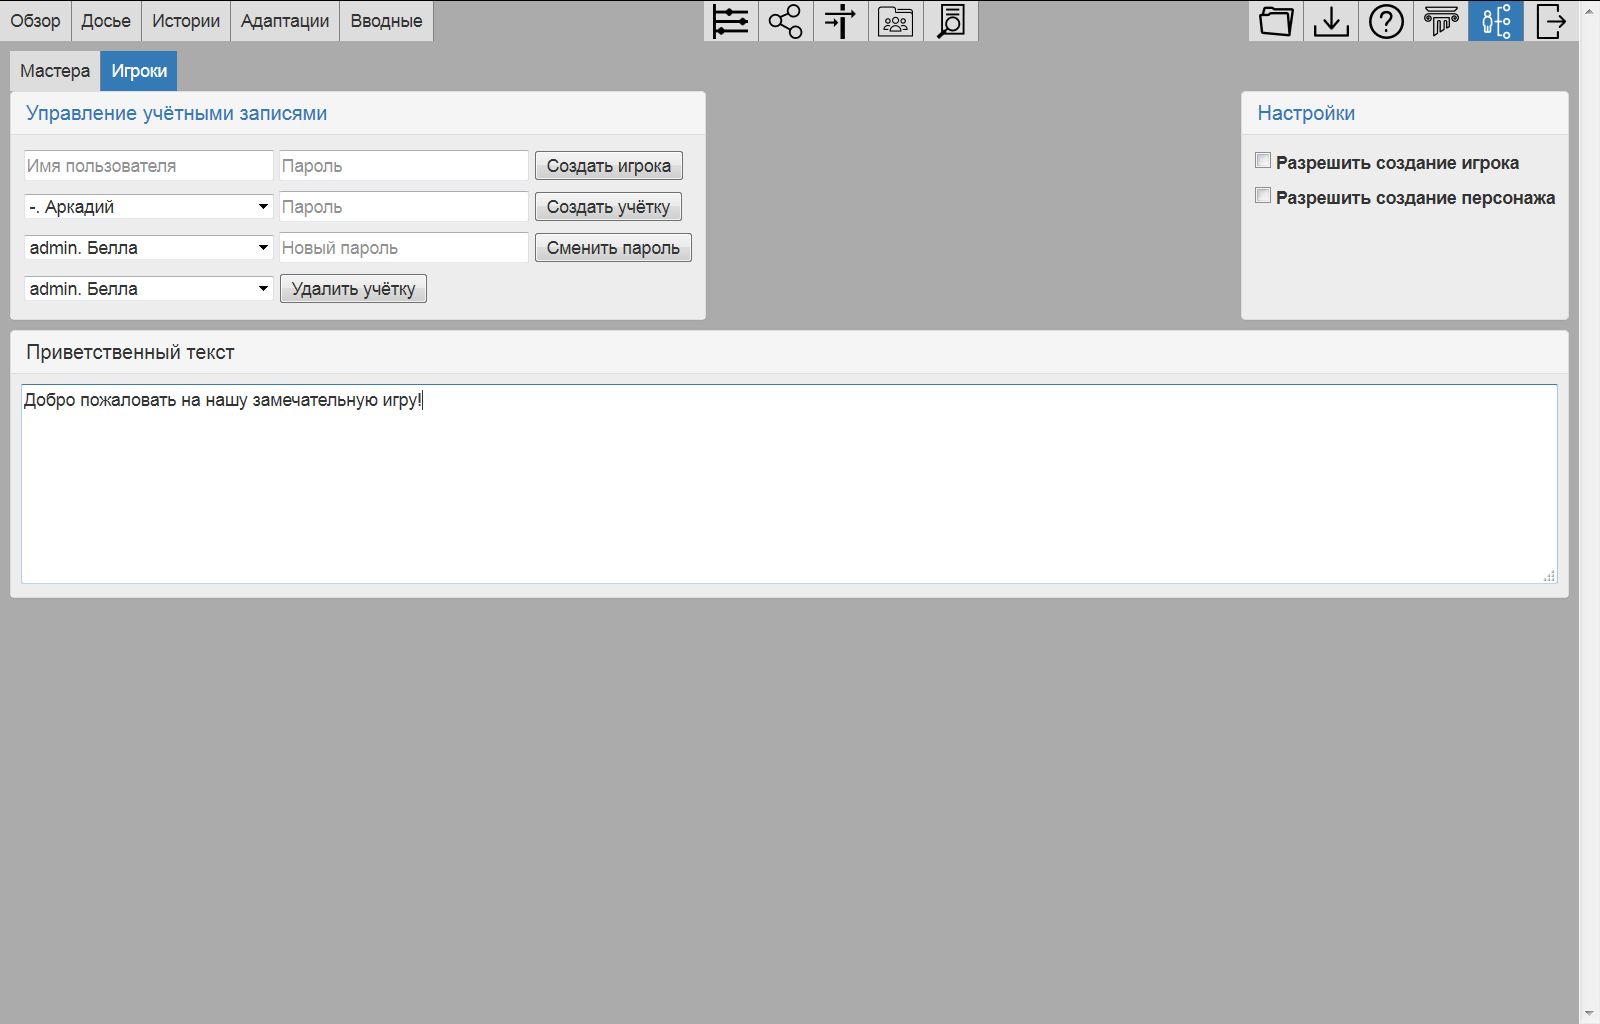 Обзор Досье Истории Адаптации Вводные
Мастера Игроки
Управление учётными записями
Имя пользователя Пароль Создать игрока
-. Аркадий Пароль Создать учётку
admin. Белла Новый пароль Сменить пароль
admin. Белла Удалить учётку
Настройки
Разрешить создание игрока
Разрешить создание персонажа
Приветственный текст
Добро пожаловать на нашу замечательную игру!